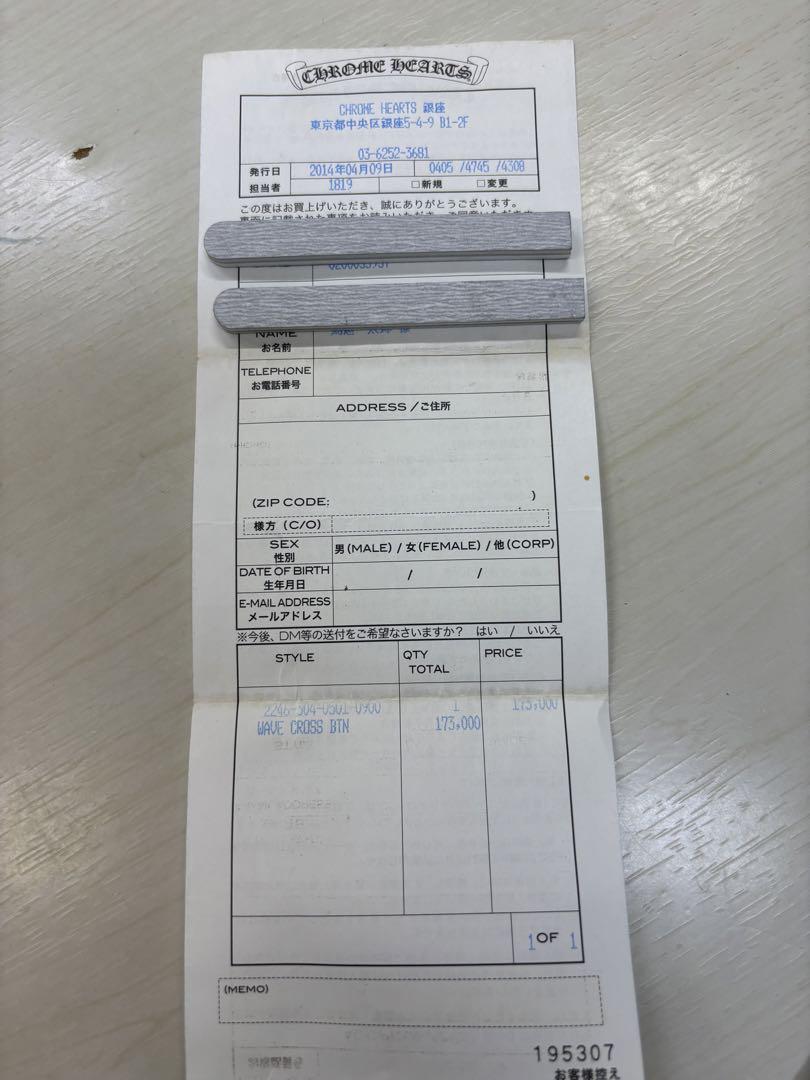 CHROME HEARTS
CHROME HEARTS 銀座
東京都中央区銀座5-4-9 B1-2F
03-6252-3681
発行日 2014年04月09日 0405 /4745 /4308
担当者 1819 □新規 □変更
この度はお買上げいただき、誠にありがとうございます。
NAME
お名前
TELEPHONE
お電話番号
ADDRESS /ご住所
(ZIP CODE: )
様方 (C/O)
SEX
性別
男(MALE) / 女(FEMALE) / 他(CORP)
DATE OF BIRTH
生年月日
/ /
E-MAIL ADDRESS
メールアドレス
※今後、DM等の送付をご希望なさいますか? はい / いいえ
STYLE QTY PRICE
TOTAL
2246-304-0501-0900 1 173,000
WAVE CROSS BTN 173,000
1 OF 1
(MEMO)
195307
お客様控え